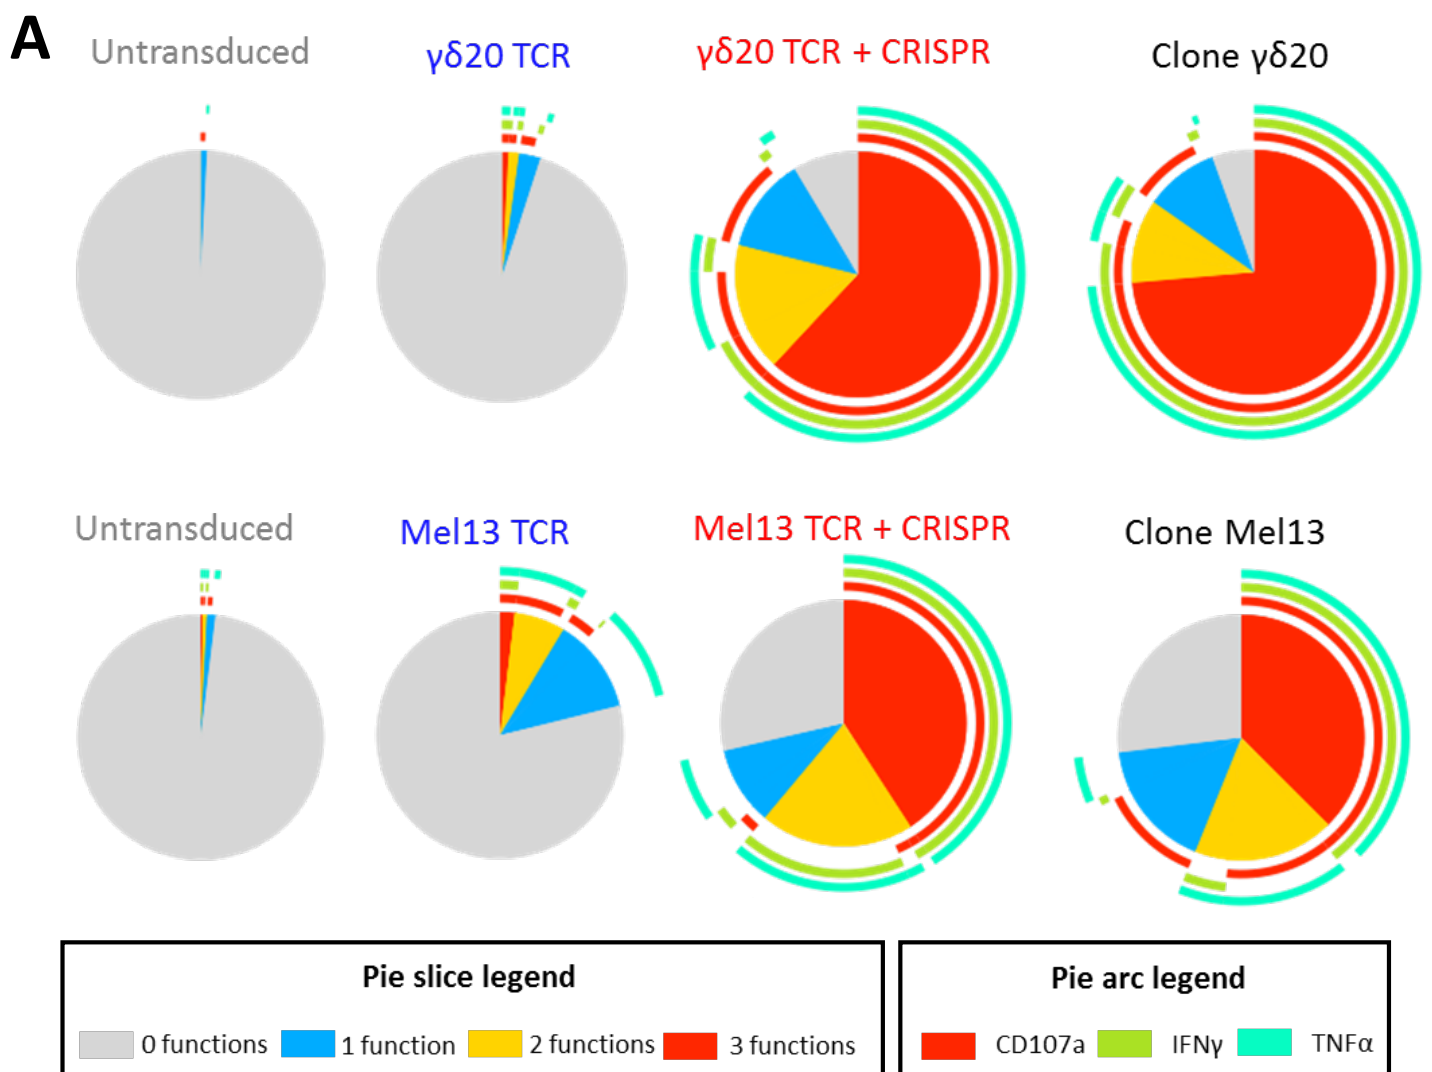 A
Untransduced
γδ20 TCR
γδ20 TCR + CRISPR
Clone γδ20
Untransduced
Mel13 TCR
Mel13 TCR + CRISPR
Clone Mel13
Pie slice legend
0 functions
1 function
2 functions
3 functions
Pie arc legend
CD107a
IFNγ
TNFα